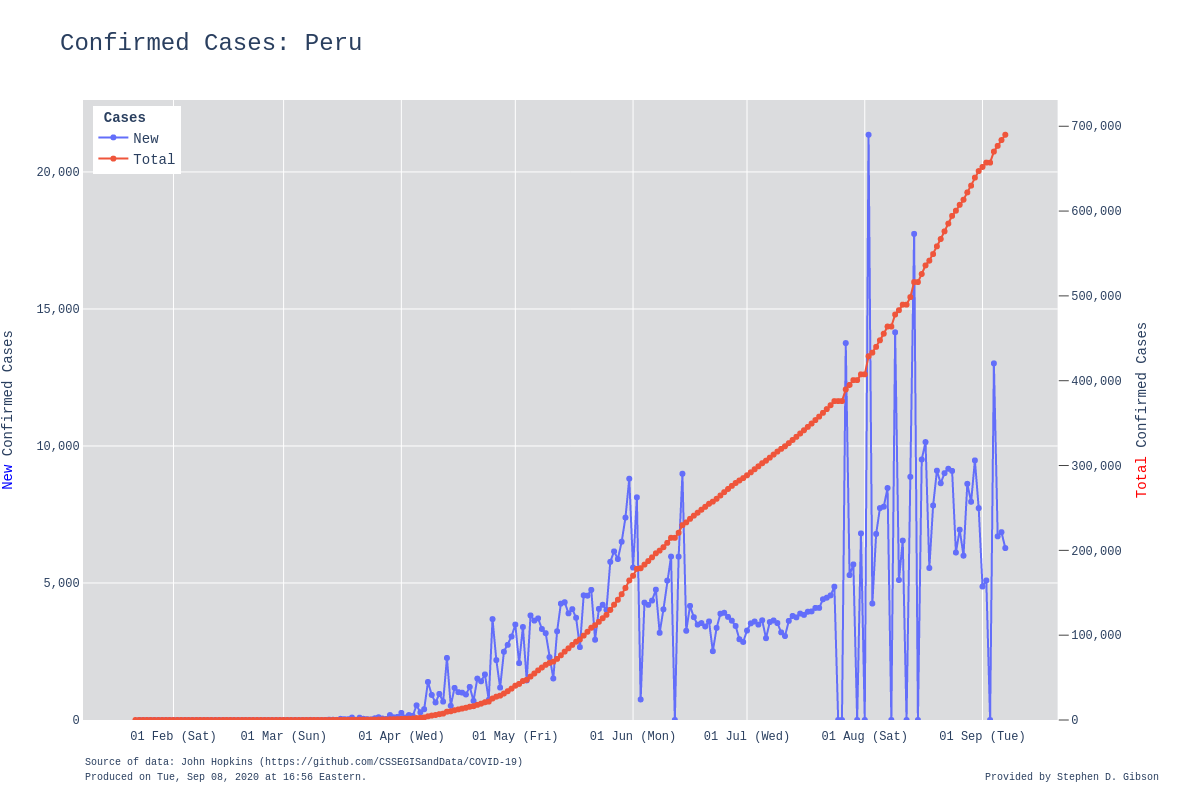 Confirmed Cases: Peru
Cases
New
Total
20,000
15,000
10,000
5,000
0
New Confirmed Cases
700,000
600,000
500,000
400,000
300,000
200,000
100,000
0
Total Confirmed Cases
01 Feb (Sat) 01 Mar (Sun) 01 Apr (Wed) 01 May (Fri) 01 Jun (Mon) 01 Jul (Wed) 01 Aug (Sat) 01 Sep (Tue)
Source of data: John Hopkins (https://github.com/CSSEGISandData/COVID-19)
Produced on Tue, Sep 08, 2020 at 16:56 Eastern.
Provided by Stephen D. Gibson